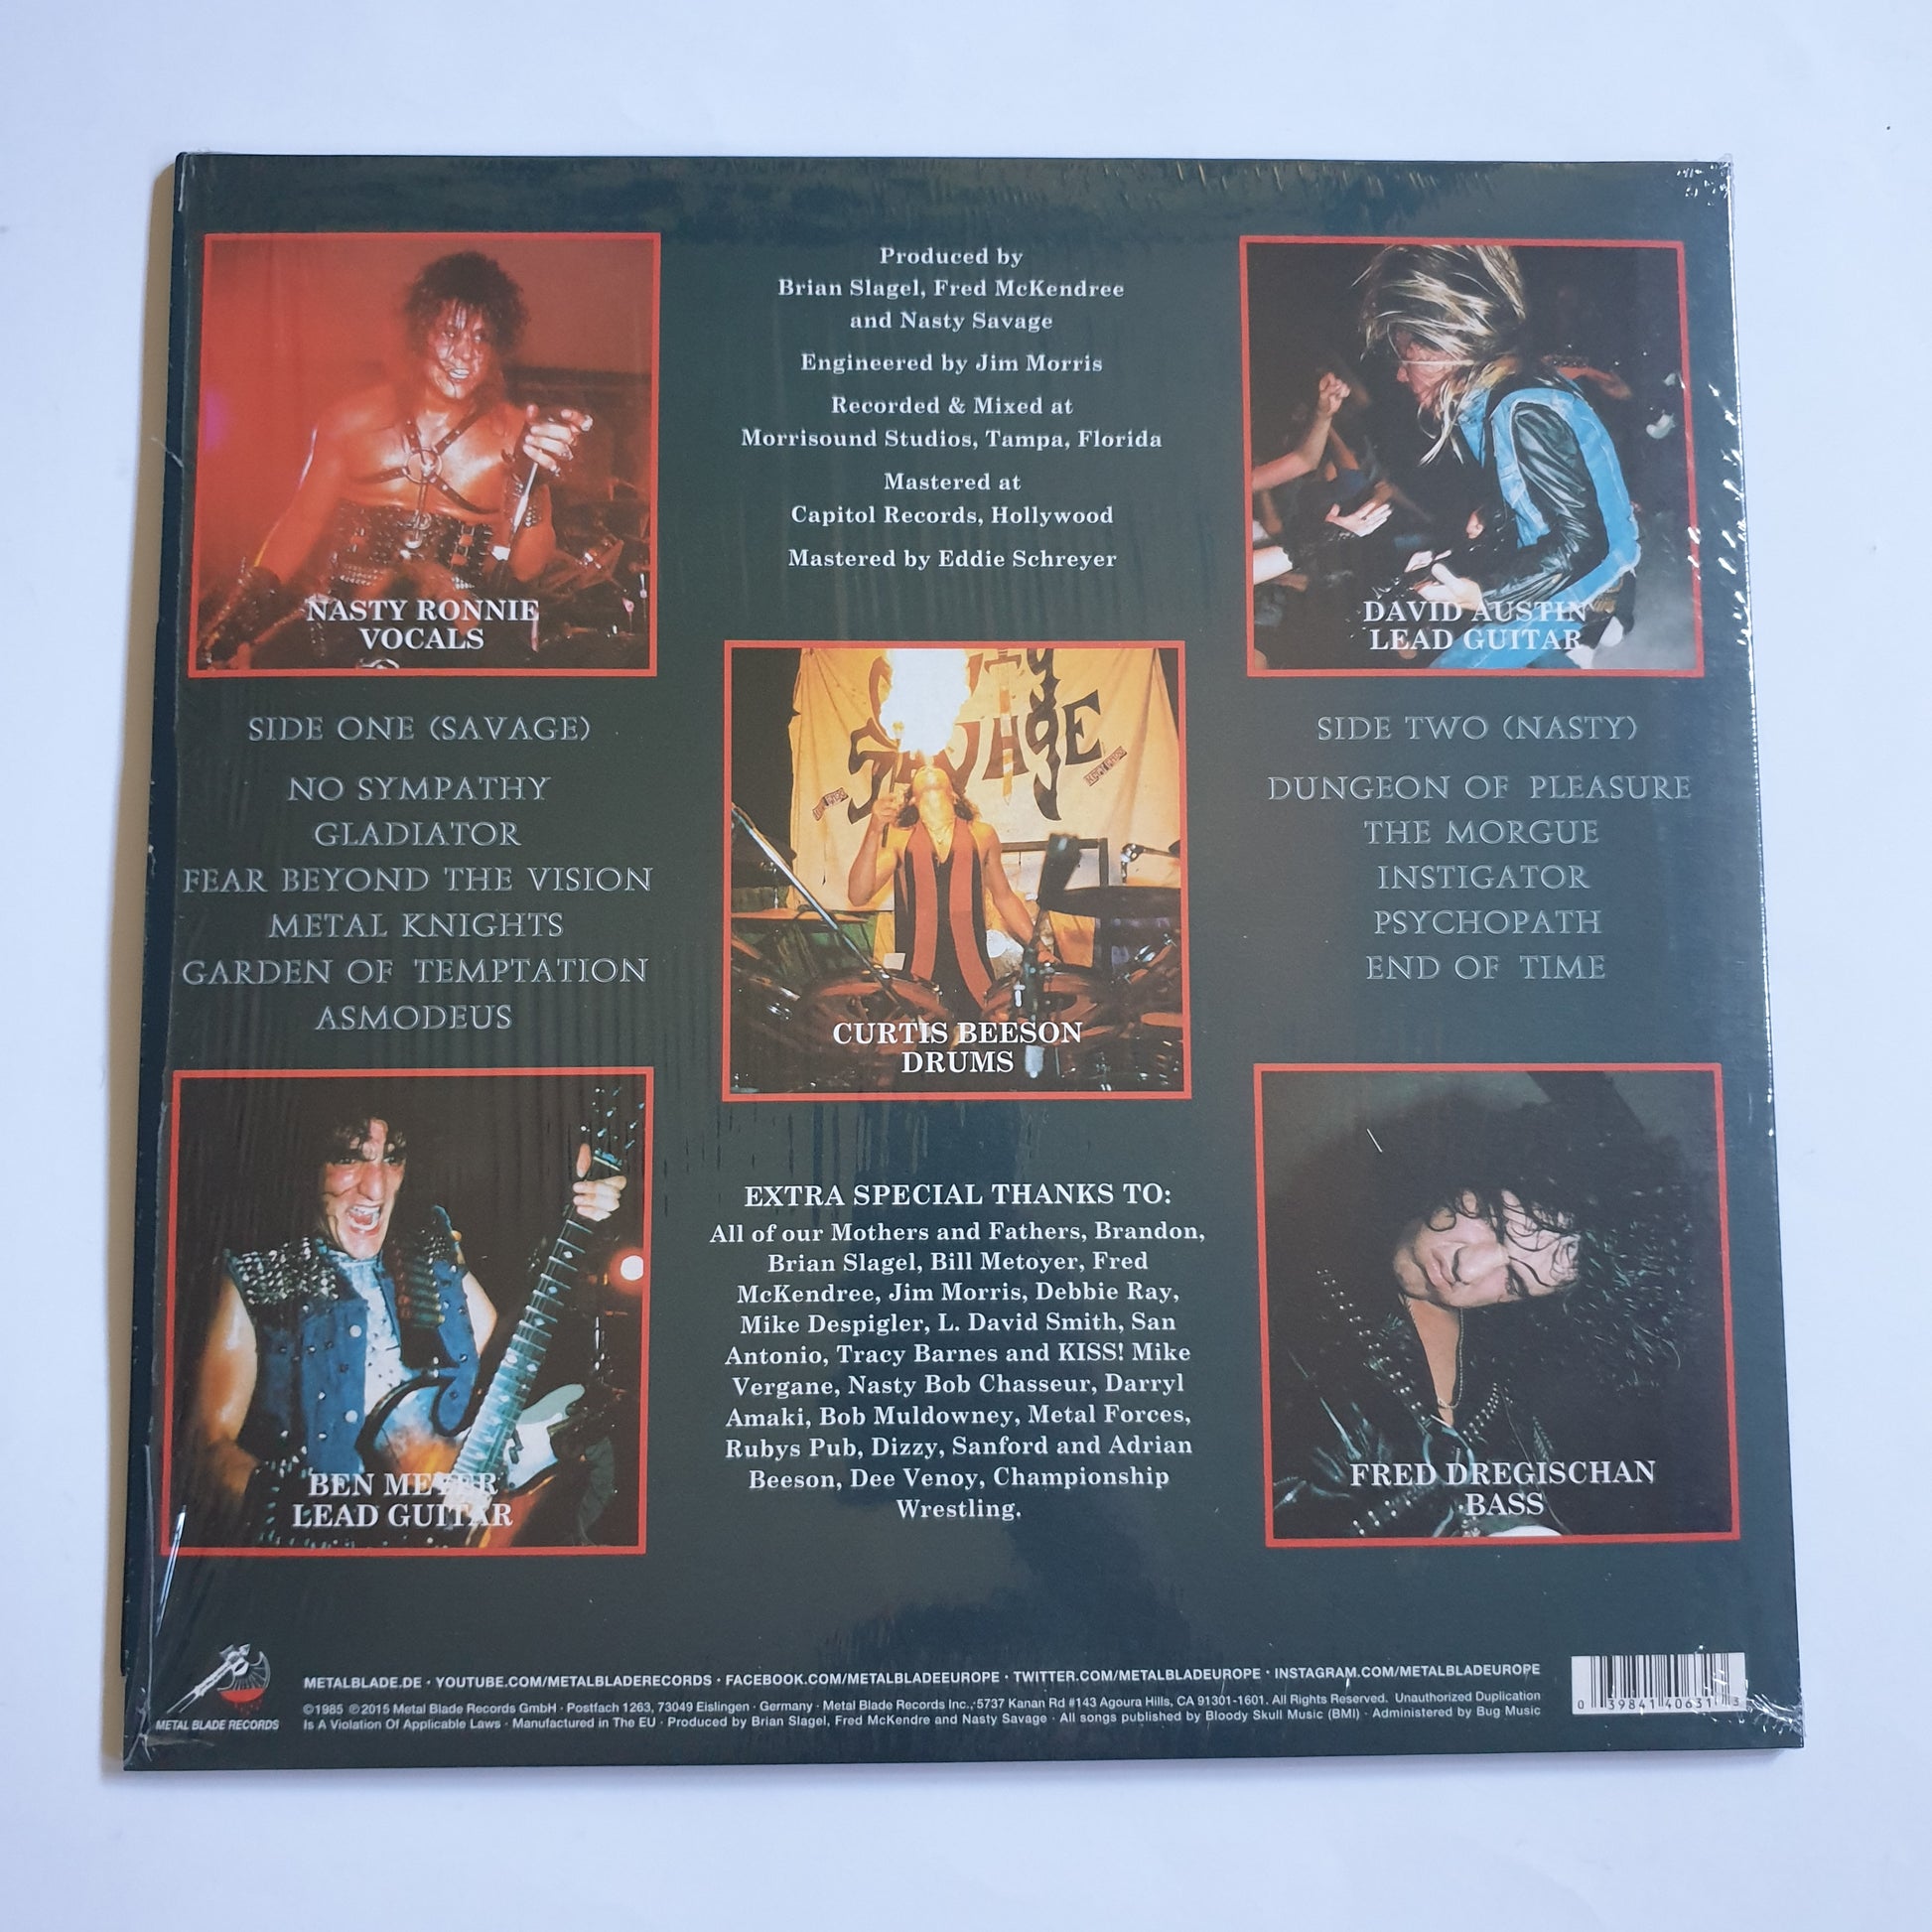 Produced by
Brian Slagel, Fred McKendree
and Nasty Savage
Engineered by Jim Morris
Recorded & Mixed at
Morrisound Studios, Tampa, Florida
Mastered at
Capitol Records, Hollywood
Mastered by Eddie Schreyer
NASTY RONNIE
VOCALS
DAVID AUSTIN
LEAD GUITAR
SIDE ONE (SAVAGE)
NO SYMPATHY
GLADIATOR
FEAR BEYOND THE VISION
METAL KNIGHTS
GARDEN OF TEMPTATION
ASMODEUS
SAVAGE
CURTIS BEESON
DRUMS
SIDE TWO (NASTY)
DUNGEON OF PLEASURE
THE MORGUE
INSTIGATOR
PSYCHOPATH
END OF TIME
BEN MEYER
LEAD GUITAR
EXTRA SPECIAL THANKS TO:
All of our Mothers and Fathers, Brandon,
Brian Slagel, Bill Metoyer, Fred
McKendree, Jim Morris, Debbie Ray,
Mike Despigler, L. David Smith, San
Antonio, Tracy Barnes and KISS! Mike
Vergane, Nasty Bob Chasseur, Darryl
Amaki, Bob Muldowney, Metal Forces,
Rubys Pub, Dizzy, Sanford and Adrian
Beeson, Dee Venoy, Championship
Wrestling.
FRED DREGISCHAN
BASS
METAL BLADE RECORDS
METALBLADE.DE · YOUTUBE.COM/METALBLADERECORDS · FACEBOOK.COM/METALBLADEEUROPE · TWITTER.COM/METALBLADEUROPE · INSTAGRAM.COM/METALBLADEUROPE
©1985 ℗2015 Metal Blade Records GmbH · Postfach 1263, 73049 Eislingen · Germany · Metal Blade Records Inc., 5737 Kanan Rd #143 Agoura Hills, CA 91301-1601. All Rights Reserved. Unauthorized Duplication
Is A Violation Of Applicable Laws · Manufactured in The EU · Produced by Brian Slagel, Fred McKendre and Nasty Savage · All songs published by Bloody Skull Music (BMI) · Administered by Bug Music
0 39841 40631 3